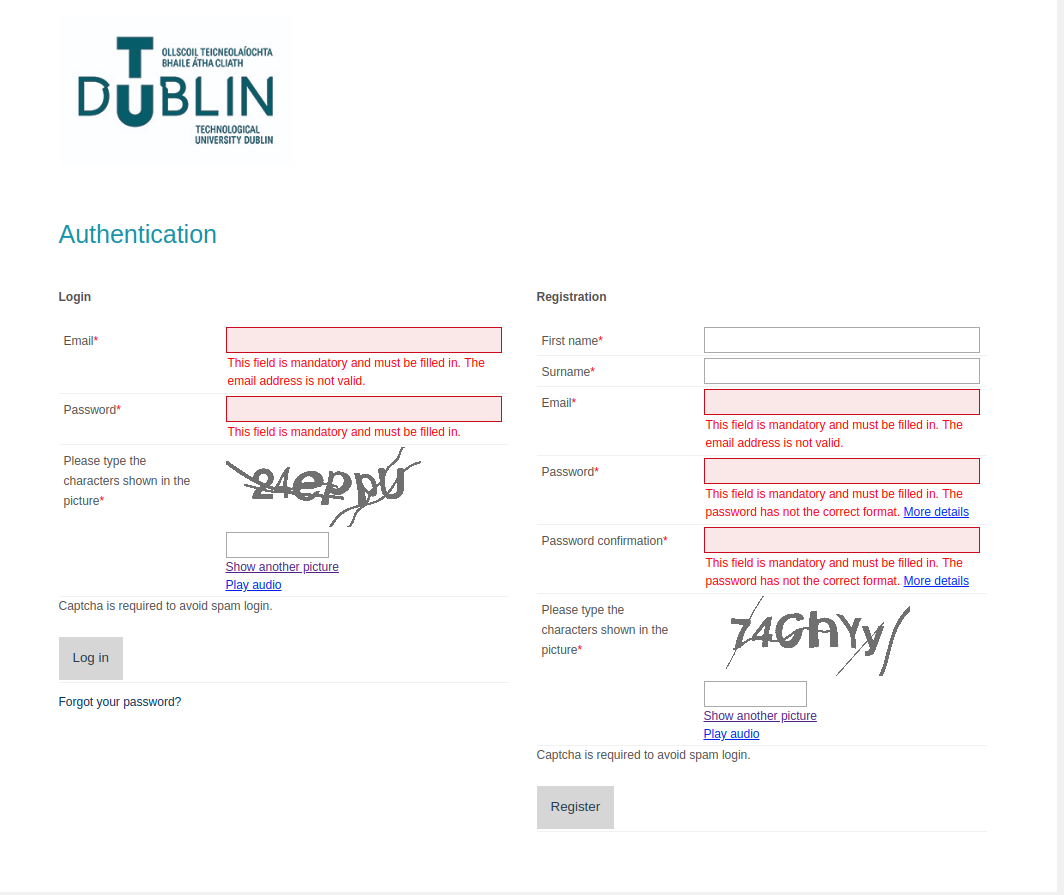 OLLSCOIL TEICNEOLAÍOCHTA
BHAILE ÁTHA CLIATH
TU DUBLIN
TECHNOLOGICAL
UNIVERSITY DUBLIN
Authentication
Login
Email*
This field is mandatory and must be filled in. The
email address is not valid.
Password*
This field is mandatory and must be filled in.
Please type the
characters shown in the
picture*
Show another picture
Play audio
Captcha is required to avoid spam login.
Log in
Forgot your password?
Registration
First name*
Surname*
Email*
This field is mandatory and must be filled in. The
email address is not valid.
Password*
This field is mandatory and must be filled in. The
password has not the correct format. More details
Password confirmation*
This field is mandatory and must be filled in. The
password has not the correct format. More details
Please type the
characters shown in the
picture*
Show another picture
Play audio
Captcha is required to avoid spam login.
Register